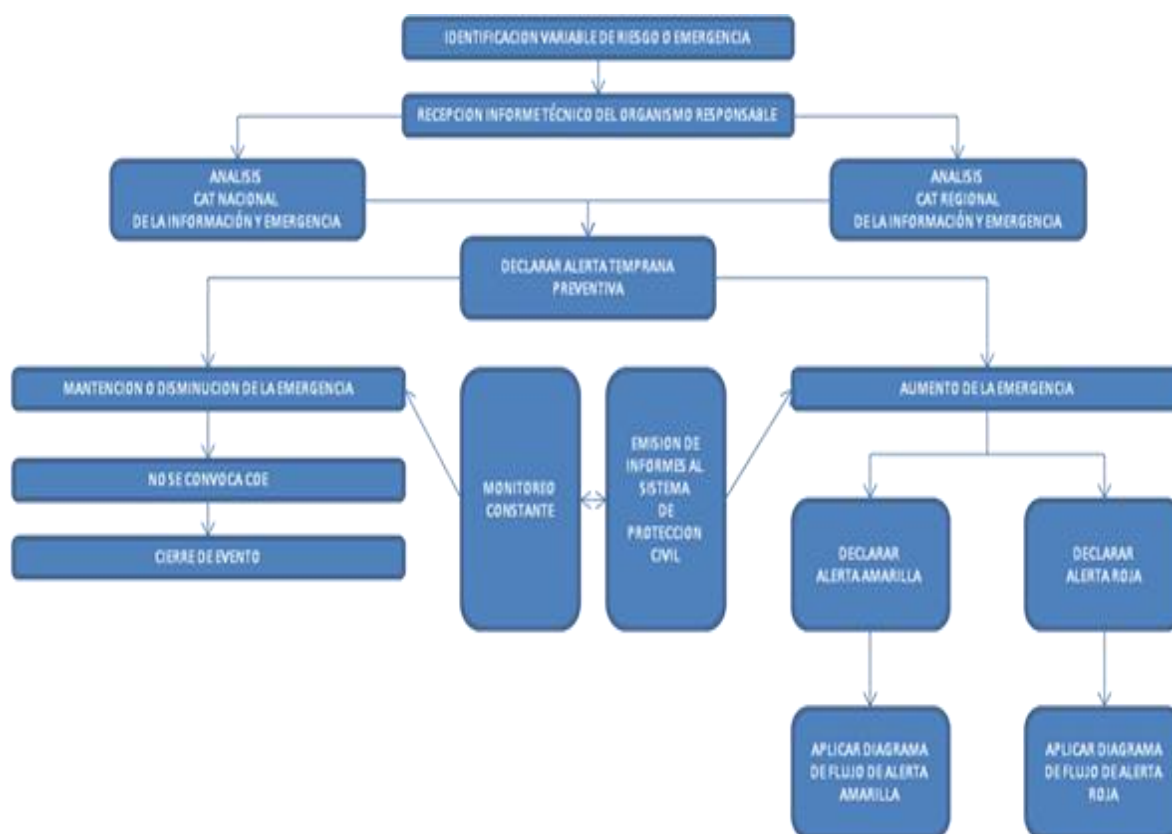 IDENTIFICACION VARIABLE DE RIESGO O EMERGENCIA
RECEPCION INFORME TÉCNICO DEL ORGANISMO RESPONSABLE
ANALISIS
CAT NACIONAL
DE LA INFORMACIÓN Y EMERGENCIA
ANALISIS
CAT REGIONAL
DE LA INFORMACIÓN Y EMERGENCIA
DECLARAR ALERTA TEMPRANA
PREVENTIVA
MANTENCION O DISMINUCION DE LA EMERGENCIA
NO SE CONVOCA COE
CIERRE DE EVENTO
MONITOREO
CONSTANTE
EMISION DE
INFORMES AL
SISTEMA
DE
PROTECCION
CIVIL
AUMENTO DE LA EMERGENCIA
DECLARAR
ALERTA AMARILLA
DECLARAR
ALERTA ROJA
APLICAR DIAGRAMA
DE FLUJO DE ALERTA
AMARILLA
APLICAR DIAGRAMA
DE FLUJO DE ALERTA
ROJA